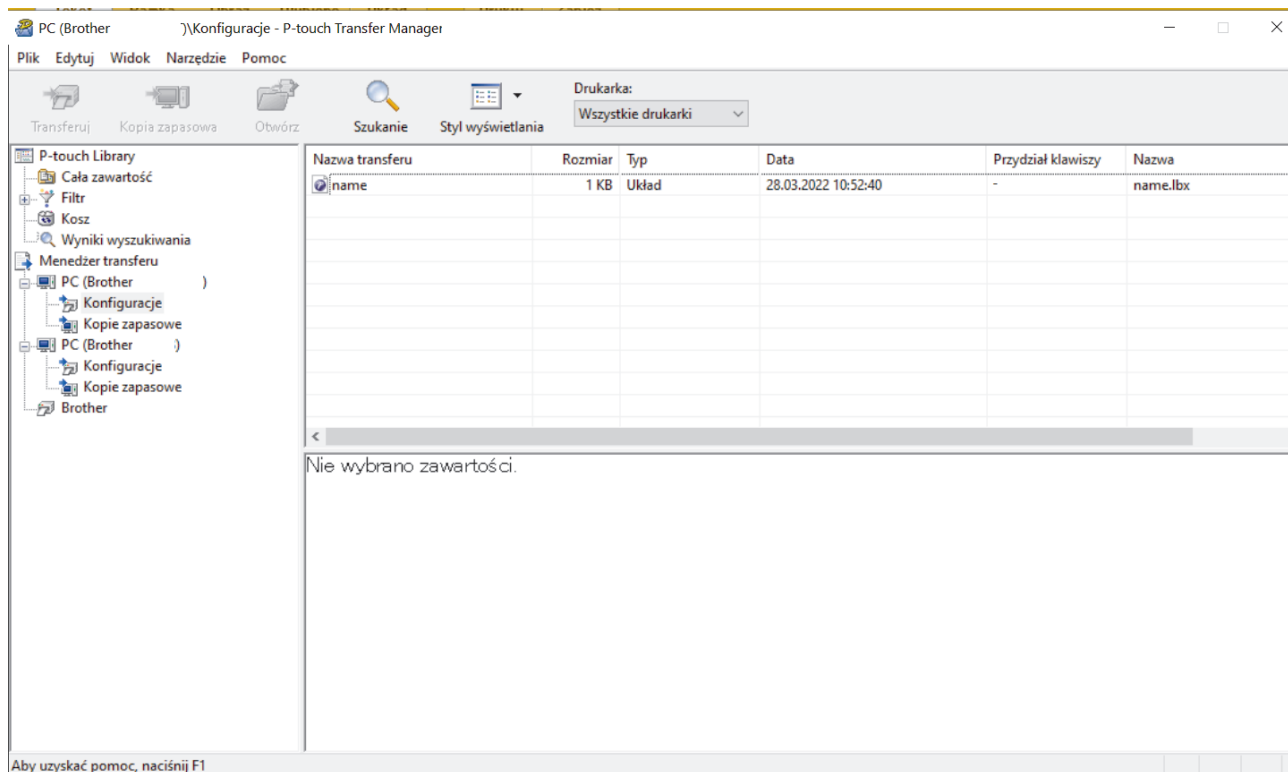 PC (Brother )\Konfiguracje - P-touch Transfer Manager
Plik Edytuj Widok Narzędzie Pomoc
Transferuj Kopia zapasowa Otwórz Szukanie Styl wyświetlania
Drukarka:
Wszystkie drukarki
P-touch Library
Cała zawartość
Filtr
Kosz
Wyniki wyszukiwania
Menedżer transferu
PC (Brother )
Konfiguracje
Kopie zapasowe
PC (Brother )
Konfiguracje
Kopie zapasowe
Brother
Nazwa transferu Rozmiar Typ Data Przydział klawiszy Nazwa
name 1 KB Układ 28.03.2022 10:52:40 - name.lbx
Nie wybrano zawartości.
Aby uzyskać pomoc, naciśnij F1